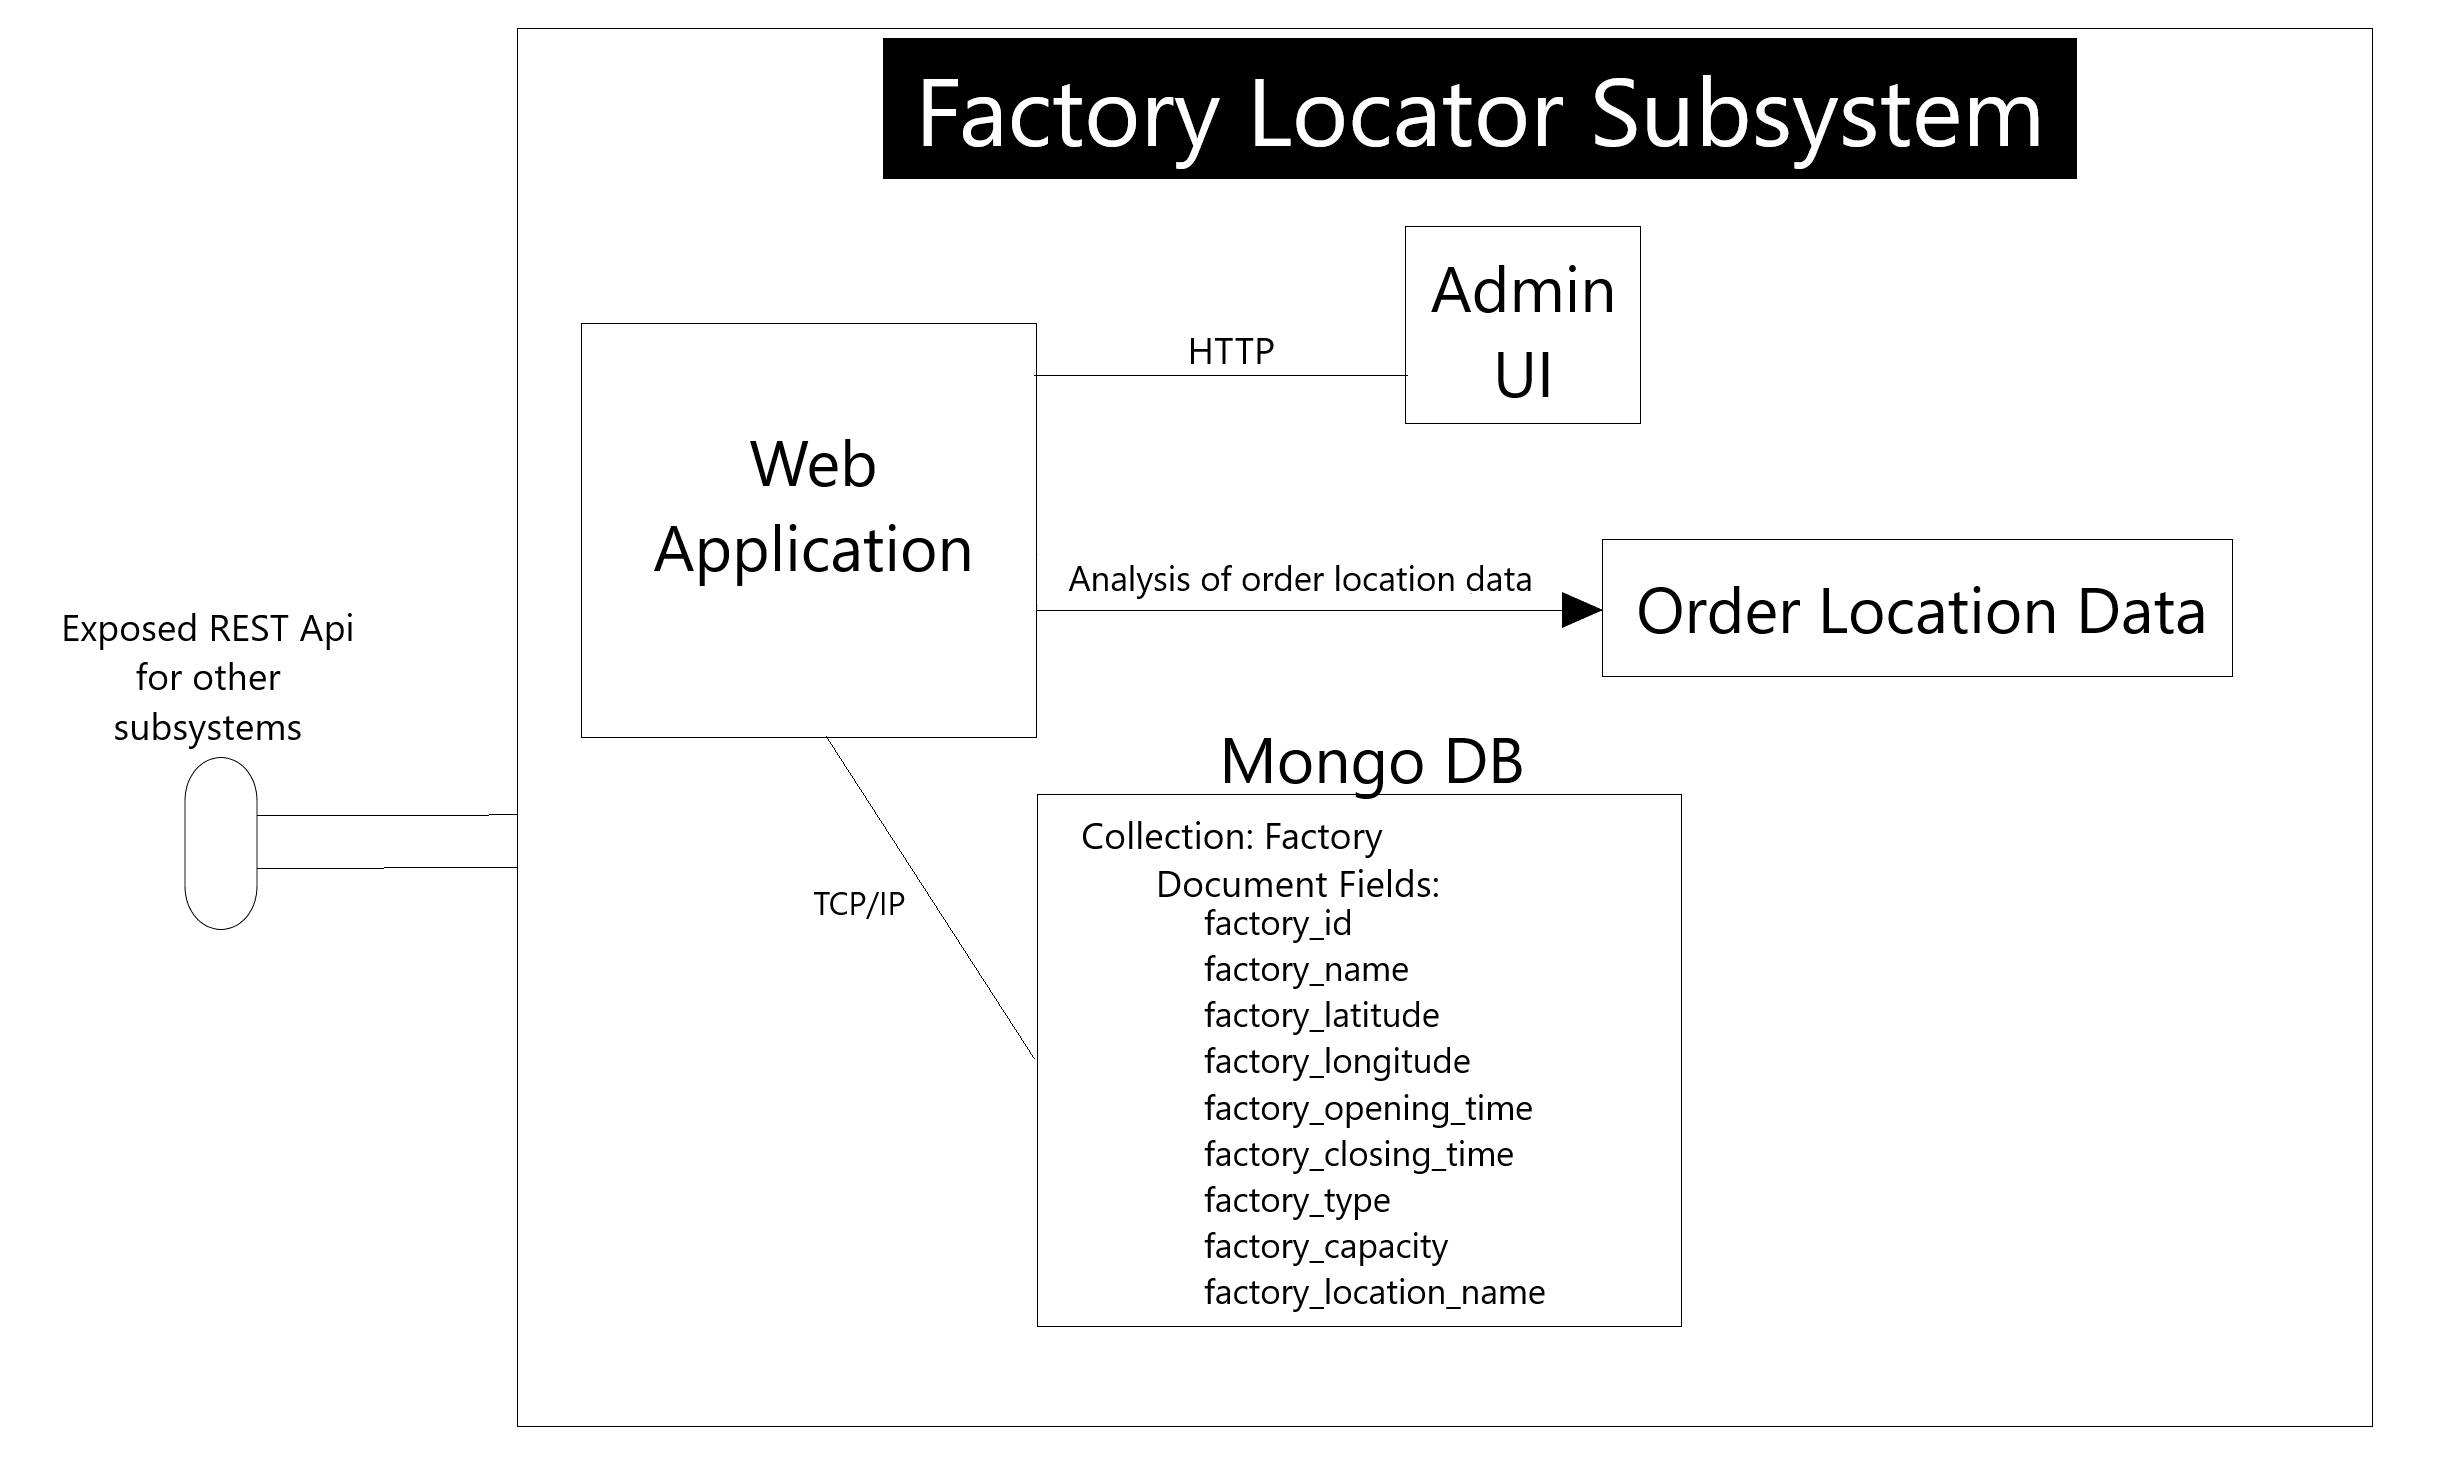 Factory Locator Subsystem
Admin
UI
HTTP
Web
Application
Analysis of order location data
Order Location Data
Exposed REST Api
for other
subsystems
Mongo DB
Collection: Factory
Document Fields:
TCP/IP
factory_id
factory_name
factory_latitude
factory_longitude
factory_opening_time
factory_closing_time
factory_type
factory_capacity
factory_location_name